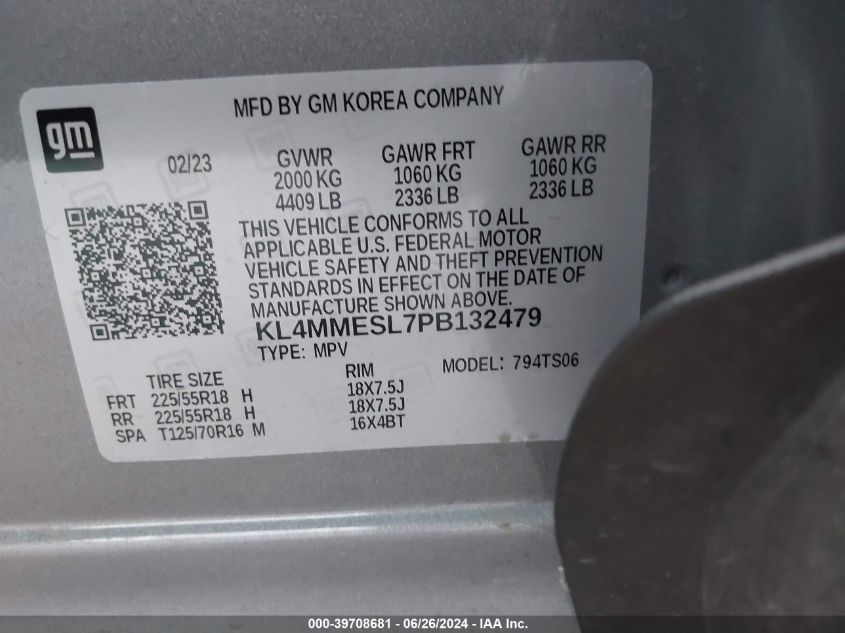 MFD BY GM KOREA COMPANY
gm
02/23
GVWR GAWR FRT GAWR RR
2000 KG 1060 KG 1060 KG
4409 LB 2336 LB 2336 LB
THIS VEHICLE CONFORMS TO ALL
APPLICABLE U.S. FEDERAL MOTOR
VEHICLE SAFETY AND THEFT PREVENTION
STANDARDS IN EFFECT ON THE DATE OF
MANUFACTURE SHOWN ABOVE.
KL4MMESL7PB132479
TYPE: MPV
MODEL: 794TS06
TIRE SIZE RIM
FRT 225/55R18 H 18X7.5J
RR 225/55R18 H 18X7.5J
SPA T125/70R16 M 16X4BT
000-39708681 / 06/26/2024 - IAA Inc.